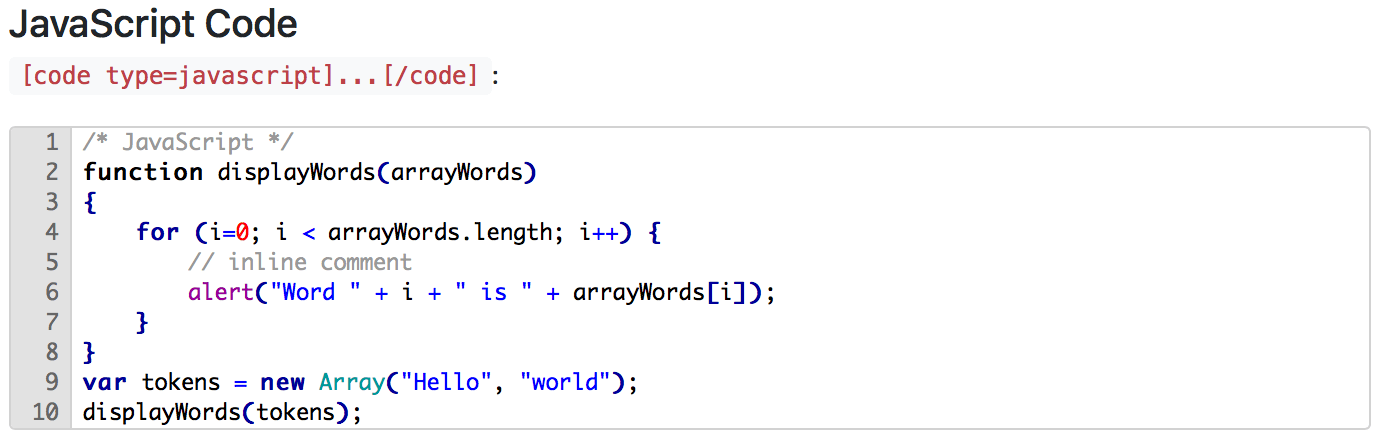 JavaScript Code
[code type=javascript]...[/code] :
1 /* JavaScript */
2 function displayWords(arrayWords)
3 {
4     for (i=0; i < arrayWords.length; i++) {
5         // inline comment
6         alert("Word " + i + " is " + arrayWords[i]);
7     }
8 }
9 var tokens = new Array("Hello", "world");
10 displayWords(tokens);